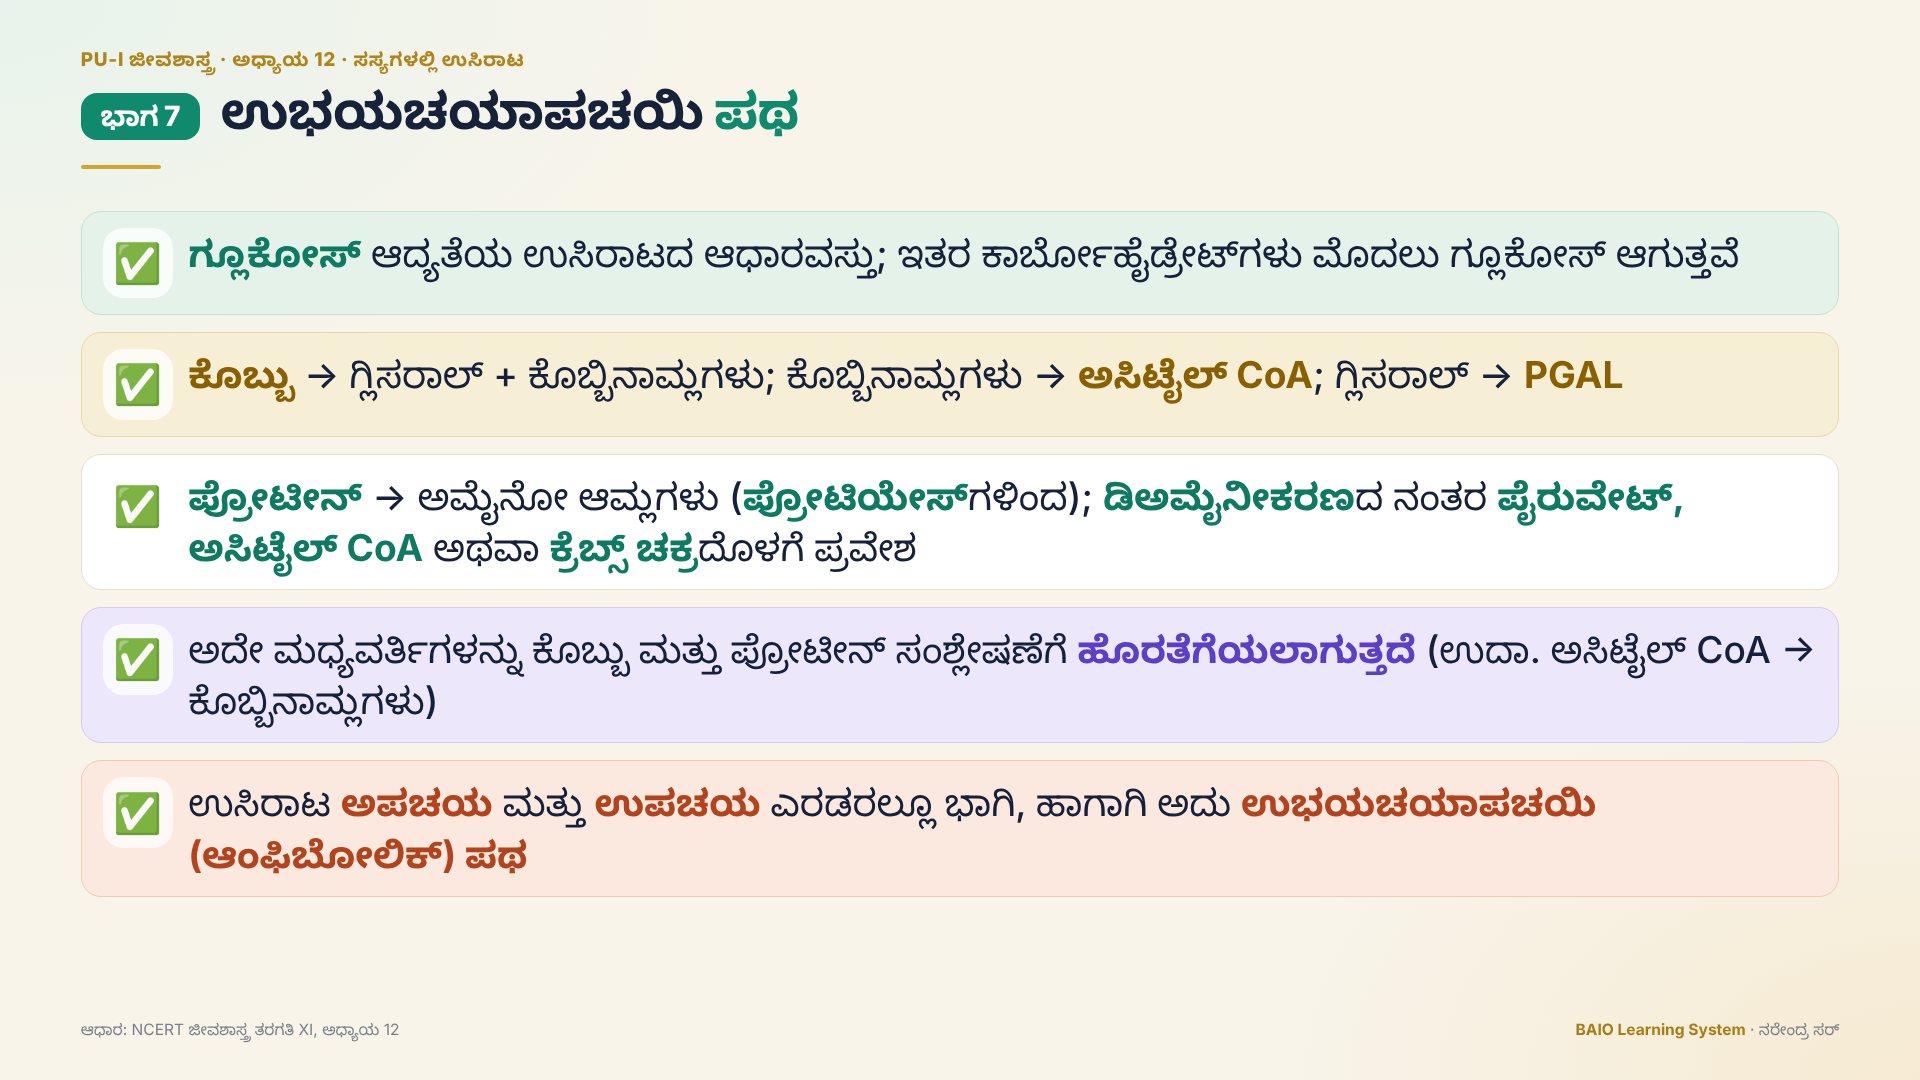 PU-I ಜೀವಶಾಸ್ತ್ರ · ಅಧ್ಯಾಯ 12 · ಸಸ್ಯಗಳಲ್ಲಿ ಉಸಿರಾಟ
ಭಾಗ 7 ಉಭಯಚಯಾಪಚಯಿ ಪಥ
✅ ಗ್ಲೂಕೋಸ್ ಆದ್ಯತೆಯ ಉಸಿರಾಟದ ಆಧಾರವಸ್ತು; ಇತರ ಕಾರ್ಬೋಹೈಡ್ರೇಟ್‌ಗಳು ಮೊದಲು ಗ್ಲೂಕೋಸ್ ಆಗುತ್ತವೆ
✅ ಕೊಬ್ಬು → ಗ್ಲಿಸರಾಲ್ + ಕೊಬ್ಬಿನಾಮ್ಲಗಳು; ಕೊಬ್ಬಿನಾಮ್ಲಗಳು → ಅಸಿಟೈಲ್ CoA; ಗ್ಲಿಸರಾಲ್ → PGAL
✅ ಪ್ರೋಟೀನ್ → ಅಮೈನೋ ಆಮ್ಲಗಳು (ಪ್ರೋಟಿಯೇಸ್‌ಗಳಿಂದ); ಡಿಅಮೈನೀಕರಣದ ನಂತರ ಪೈರುವೇಟ್,
ಅಸಿಟೈಲ್ CoA ಅಥವಾ ಕ್ರೆಬ್ಸ್ ಚಕ್ರದೊಳಗೆ ಪ್ರವೇಶ
✅ ಅದೇ ಮಧ್ಯವರ್ತಿಗಳನ್ನು ಕೊಬ್ಬು ಮತ್ತು ಪ್ರೋಟೀನ್ ಸಂಶ್ಲೇಷಣೆಗೆ ಹೊರತೆಗೆಯಲಾಗುತ್ತದೆ (ಉದಾ. ಅಸಿಟೈಲ್ CoA →
ಕೊಬ್ಬಿನಾಮ್ಲಗಳು)
✅ ಉಸಿರಾಟ ಅಪಚಯ ಮತ್ತು ಉಪಚಯ ಎರಡರಲ್ಲೂ ಭಾಗಿ, ಹಾಗಾಗಿ ಅದು ಉಭಯಚಯಾಪಚಯಿ
(ಆಂಫಿಬೋಲಿಕ್) ಪಥ
ಆಧಾರ: NCERT ಜೀವಶಾಸ್ತ್ರ ತರಗತಿ XI, ಅಧ್ಯಾಯ 12
BAIO Learning System · ನರೇಂದ್ರ ಸರ್